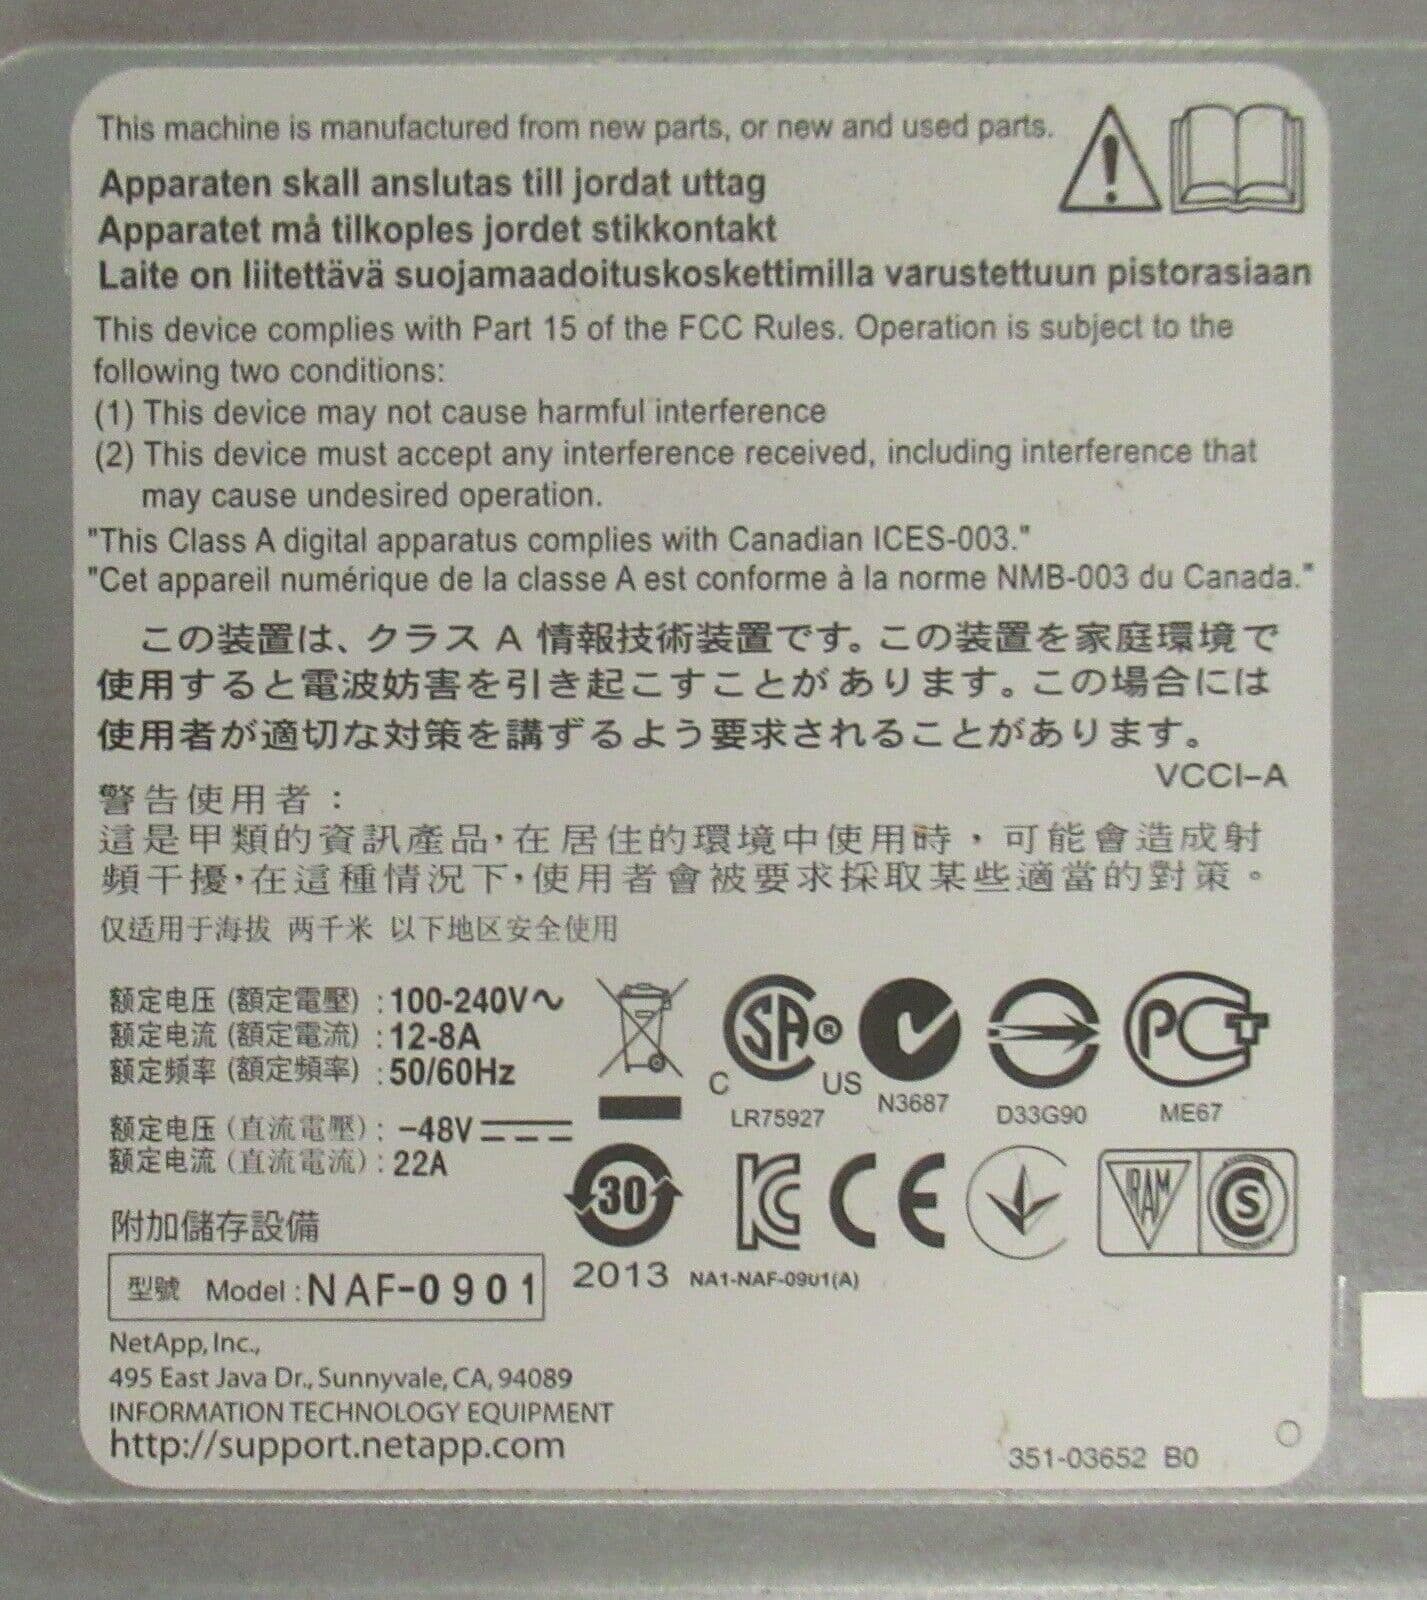 This machine is manufactured from new parts, or new and used parts.
Apparaten skall anslutas till jordat uttag
Apparatet må tilkoples jordet stikkontakt
Laite on liitettävä suojamaadoituskoskettimilla varustettuun pistorasiaan
This device complies with Part 15 of the FCC Rules. Operation is subject to the
following two conditions:
(1) This device may not cause harmful interference
(2) This device must accept any interference received, including interference that
may cause undesired operation.
"This Class A digital apparatus complies with Canadian ICES-003."
"Cet appareil numérique de la classe A est conforme à la norme NMB-003 du Canada."
この装置は、クラス A 情報技術装置です。この装置を家庭環境で
使用すると電波妨害を引き起こすことがあります。この場合には
使用者が適切な対策を講ずるよう要求されることがあります。
VCCI-A
警告使用者：
這是甲類的資訊產品，在居住的環境中使用時，可能會造成射
頻干擾，在這種情況下，使用者會被要求採取某些適當的對策。
仅适用于海拔 两千米 以下地区安全使用
额定电压 (額定電壓) : 100-240V~
额定电流 (額定電流) : 12-8A
额定频率 (額定頻率) : 50/60Hz
额定电压 (直流電壓) : -48V
额定电流 (直流電流) : 22A
附加儲存設備
型號 Model : NAF-0901
NetApp, Inc.,
495 East Java Dr., Sunnyvale, CA, 94089
INFORMATION TECHNOLOGY EQUIPMENT
http://support.netapp.com
SA ®
C US
LR75927
N3687
D33G90
PCT
ME67
30
2013
KC
CE
NA1-NAF-0901(A)
IRAM
S
351-03652 B0